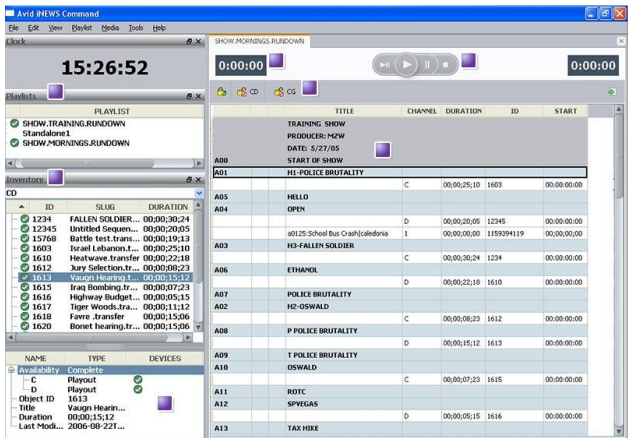 Avid iNEWS Command
File Edit View Playlist Media Tools Help
Clock
15:26:52
Playlists
PLAYLIST
SHOW.TRAINING.RUNDOWN
Standalone1
SHOW.MORNINGS.RUNDOWN
Inventory
CD
ID SLUG DURATION
1234 FALLEN SOLDIER... 00;00;30;24
12345 Untitled Sequen... 00;00;20;05
15768 Battle test.trans... 00;00;19;13
1603 Israel Lebanon.t... 00;00;25;10
1610 Heatwave.transfer 00;00;22;18
1612 Jury Selection.tr... 00;00;08;23
1613 Vaugn Hearing.t... 00;00;15;12
1615 Iraq Bombing.tr... 00;00;07;23
1616 Highway Budget... 00;00;05;15
1617 Tiger Woods.tra... 00;00;11;12
1618 Favre .transfer 00;00;15;06
1620 Bonet hearing.tr... 00;00;15;06
NAME TYPE DEVICES
Availability Complete
C Playout
D Playout
Object ID 1613
Title Vaugn Hearin...
Duration 00;00;15;12
Last Modi... 2006-08-22T...
SHOW.MORNINGS.RUNDOWN
0:00:00 0:00:00
CD CG
TITLE CHANNEL DURATION ID START
TRAINING SHOW
PRODUCER: MZW
DATE: 5/27/05
A00 START OF SHOW
A01 H1-POLICE BRUTALITY
C 00;00;25;10 1603 00:00:00:00
A05 HELLO
A04 OPEN
D 00;00;20;05 12345 00:00:00:00
a0125:School Bus Crash|caledonia 1 00;00;00;00 1159394119 00;00;00;00
A03 H3-FALLEN SOLDIER
C 00;00;30;24 1234 00:00:00:00
A06 ETHANOL
D 00;00;22;18 1610 00:00:00:00
A07 POLICE BRUTALITY
A02 H2-OSWALD
C 00;00;08;23 1612 00:00:00:00
A08 P POLICE BRUTALITY
D 00;00;15;12 1613 00:00:00:00
A09 T POLICE BRUTALITY
A10 OSWALD
C 00;00;07;23 1615 00:00:00:00
A11 ROTC
A12 SPVEGAS
D 00;00;05;15 1616 00:00:00:00
A13 TAX HIKE